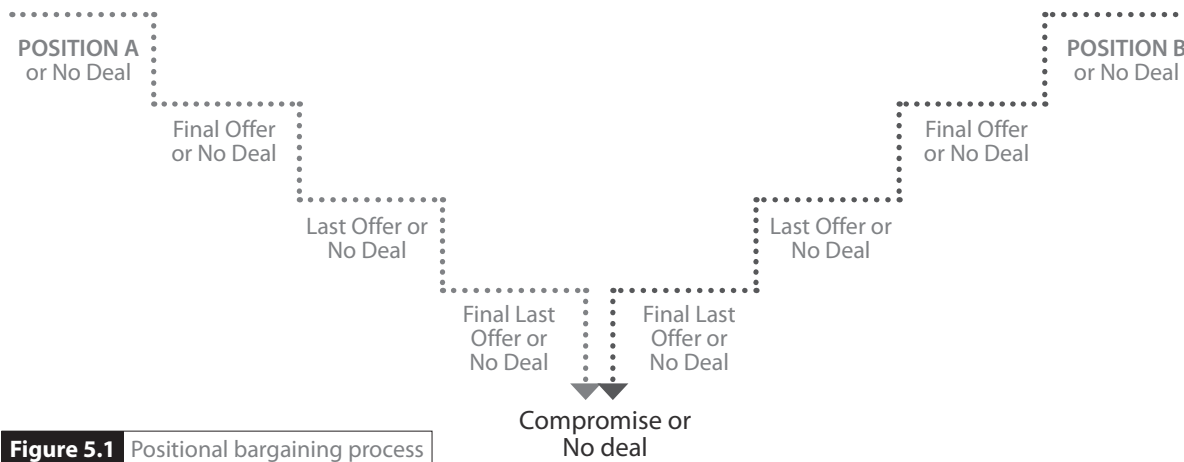 POSITION A
or No Deal
POSITION B
or No Deal
Final Offer
or No Deal
Final Offer
or No Deal
Last Offer or
No Deal
Last Offer or
No Deal
Final Last
Offer or
No Deal
Final Last
Offer or
No Deal
Compromise or
No deal
Figure 5.1 Positional bargaining process